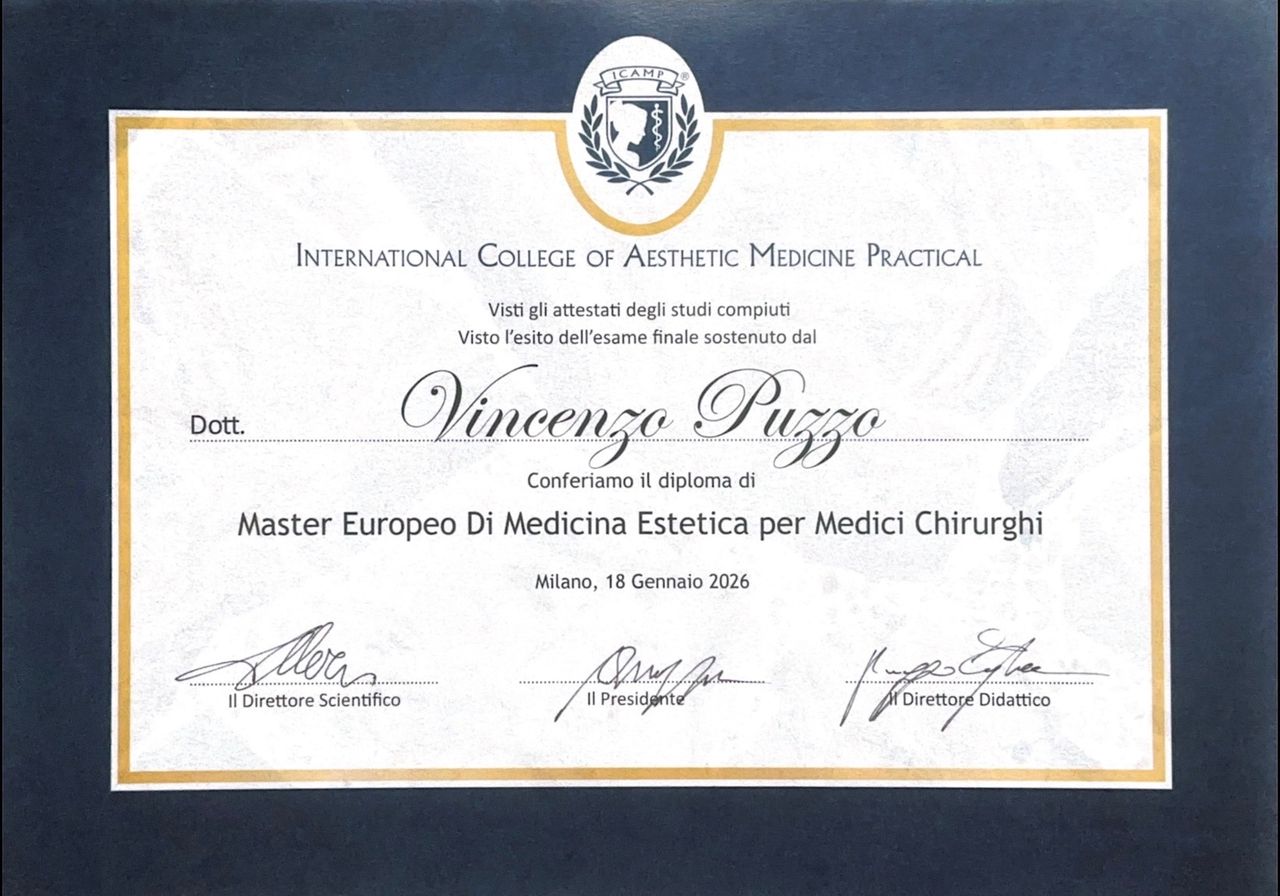 ICAMP ®
INTERNATIONAL COLLEGE OF AESTHETIC MEDICINE PRACTICAL
Visti gli attestati degli studi compiuti
Visto l'esito dell'esame finale sostenuto dal
Dott. Vincenzo Puzzo
Conferiamo il diploma di
Master Europeo Di Medicina Estetica per Medici Chirurghi
Milano, 18 Gennaio 2026
Il Direttore Scientifico Il Presidente Il Direttore Didattico